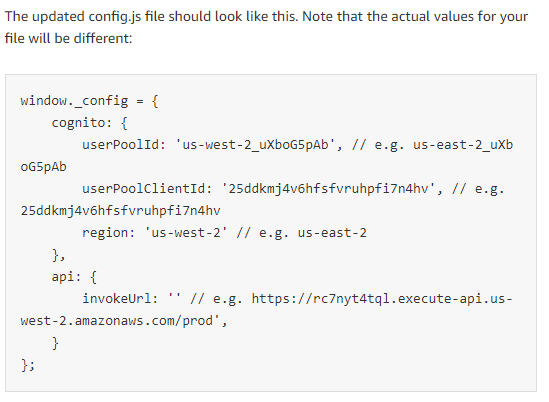 The updated config.js file should look like this. Note that the actual values for your
file will be different:
window._config = {
    cognito: {
        userPoolId: 'us-west-2_uXboG5pAb', // e.g. us-east-2_uXb
oG5pAb
        userPoolClientId: '25ddkmj4v6hfsfvruhpfi7n4hv', // e.g.
25ddkmj4v6hfsfvruhpfi7n4hv
        region: 'us-west-2' // e.g. us-east-2
    },
    api: {
        invokeUrl: '' // e.g. https://rc7nyt4tql.execute-api.us-
west-2.amazonaws.com/prod',
    }
};